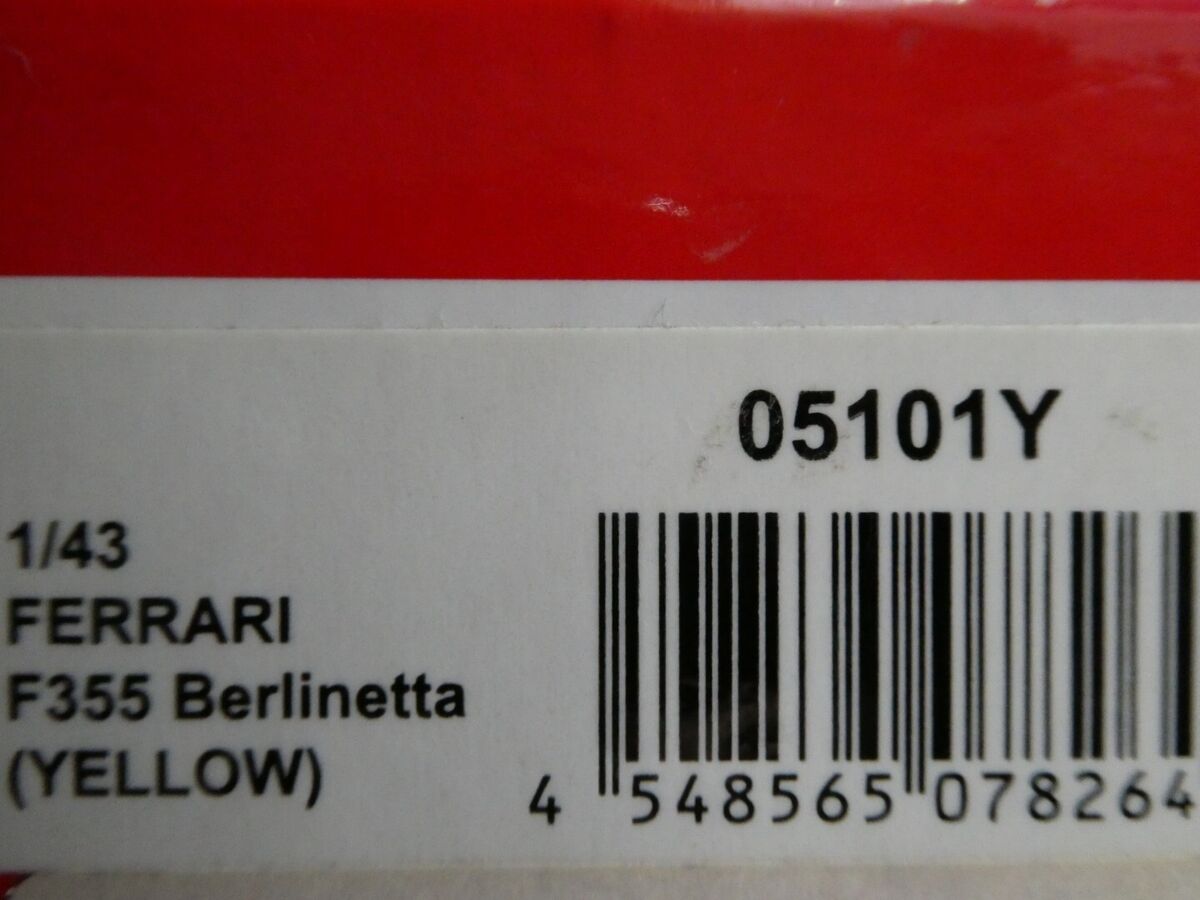 05101Y
1/43
FERRARI
F355 Berlinetta
(YELLOW)
4 548565 078264